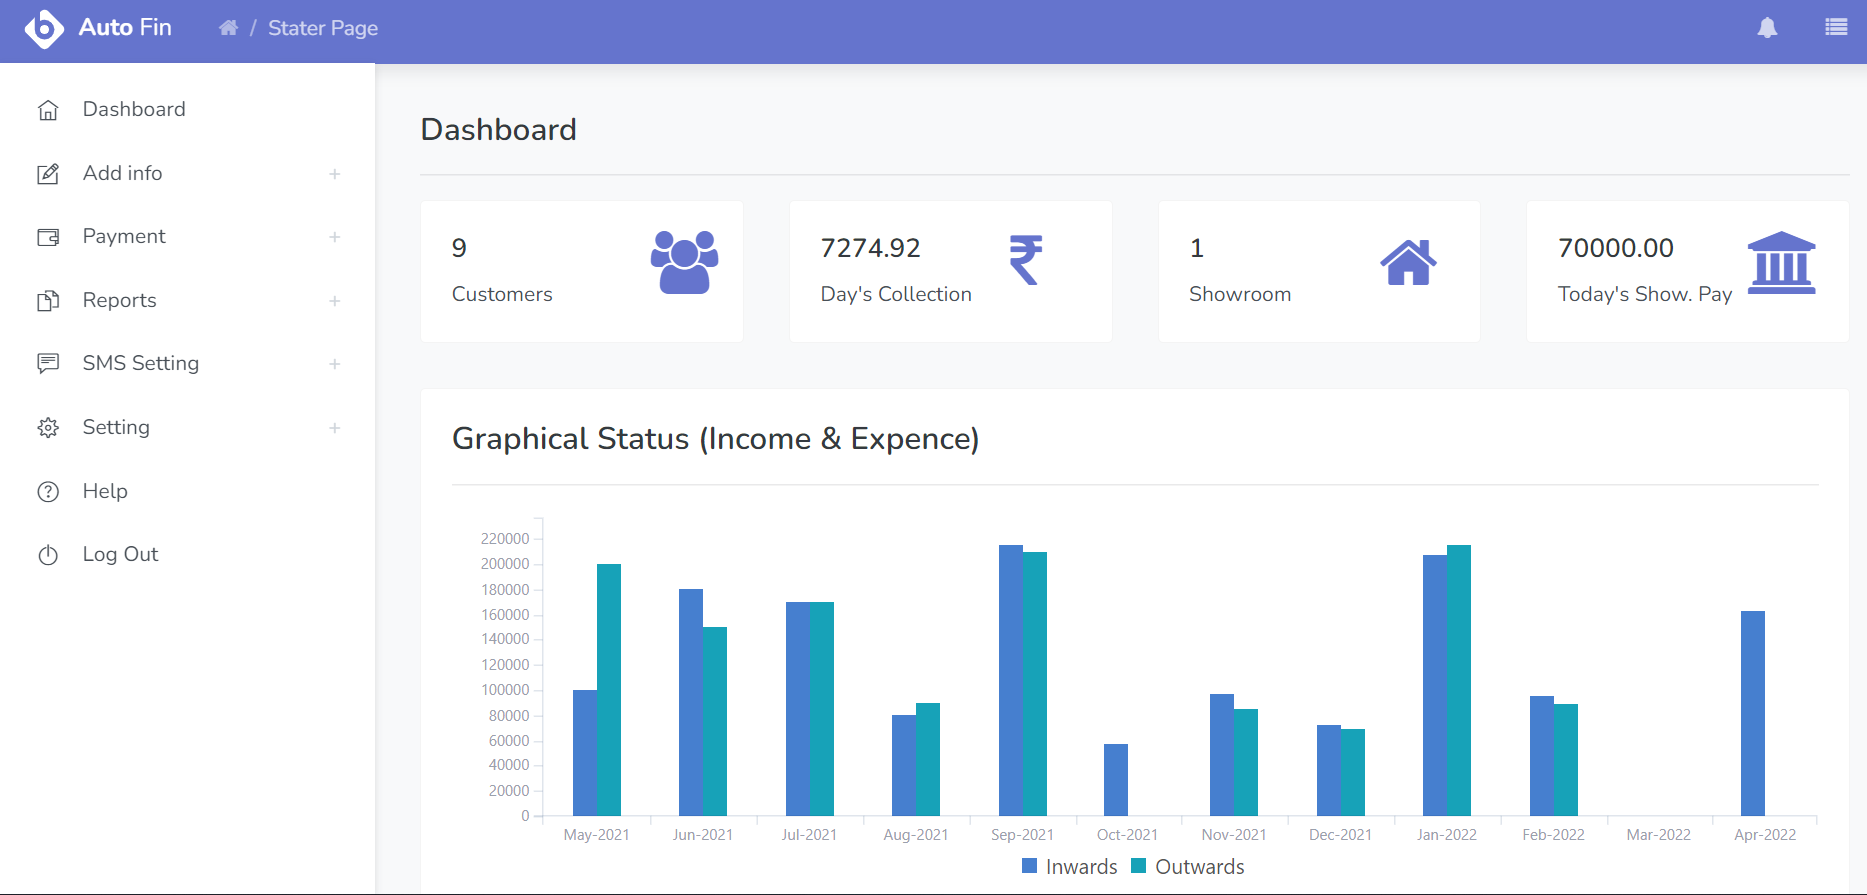 Auto Fin
/ Stater Page
Dashboard
Add info +
Payment +
Reports +
SMS Setting +
Setting +
Help
Log Out
Dashboard
9
Customers
7274.92
Day's Collection
1
Showroom
70000.00
Today's Show. Pay
Graphical Status (Income & Expence)
220000
200000
180000
160000
140000
120000
100000
80000
60000
40000
20000
0
May-2021 Jun-2021 Jul-2021 Aug-2021 Sep-2021 Oct-2021 Nov-2021 Dec-2021 Jan-2022 Feb-2022 Mar-2022 Apr-2022
Inwards Outwards